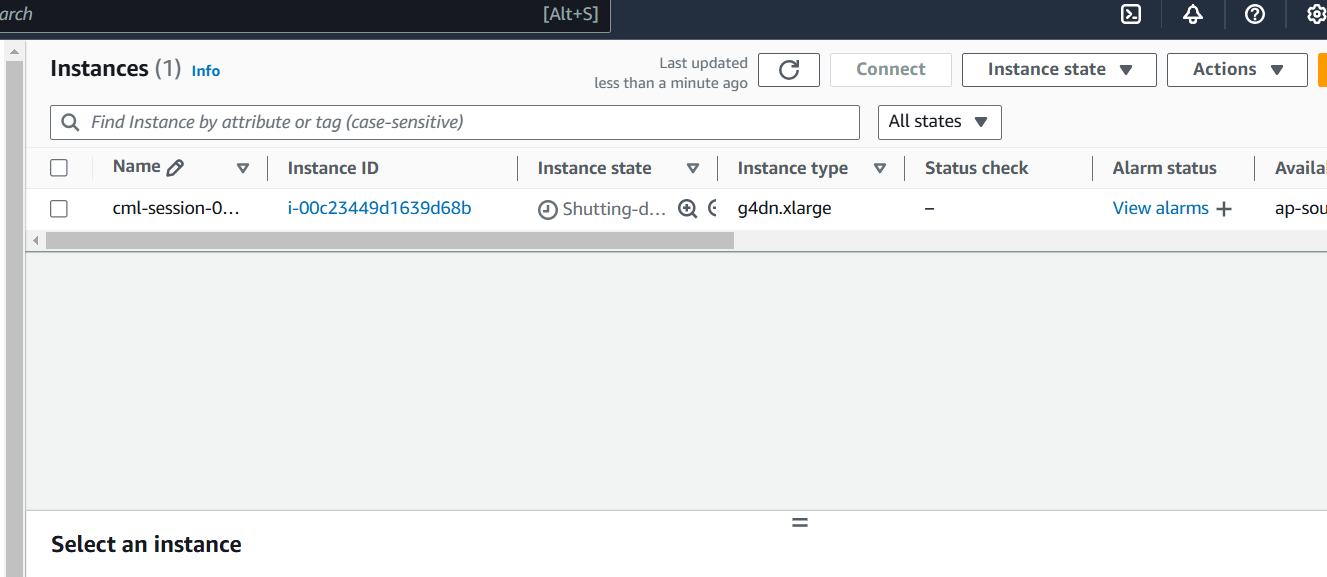 arch [Alt+S]
Instances (1) Info
Last updated
less than a minute ago
Connect Instance state Actions
Find Instance by attribute or tag (case-sensitive) All states
Name Instance ID Instance state Instance type Status check Alarm status Availal
cml-session-0... i-00c23449d1639d68b Shutting-d... g4dn.xlarge – View alarms + ap-sou
Select an instance